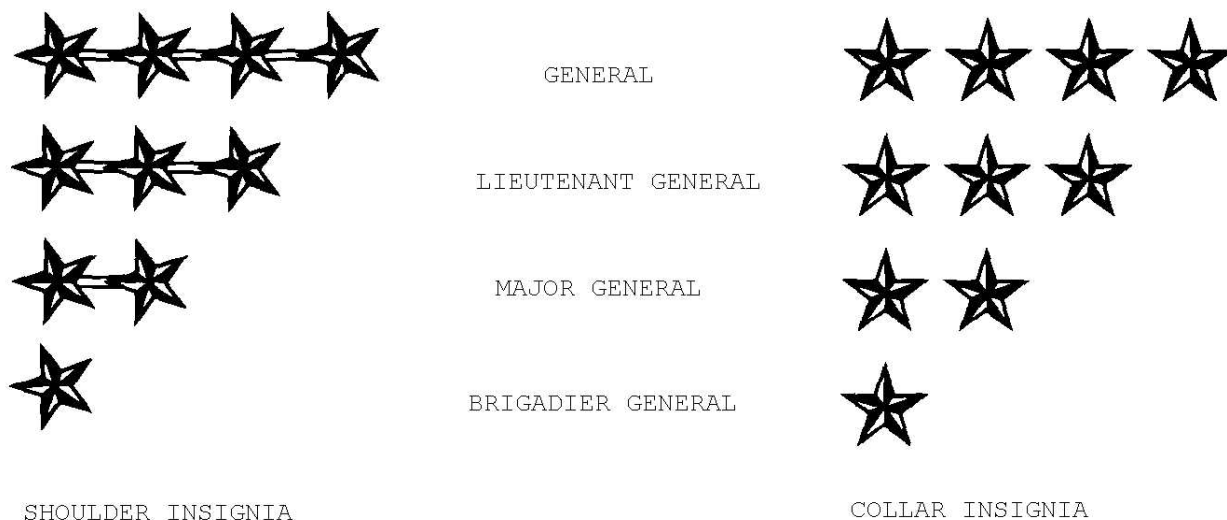 GENERAL
LIEUTENANT GENERAL
MAJOR GENERAL
BRIGADIER GENERAL
SHOULDER INSIGNIA
COLLAR INSIGNIA